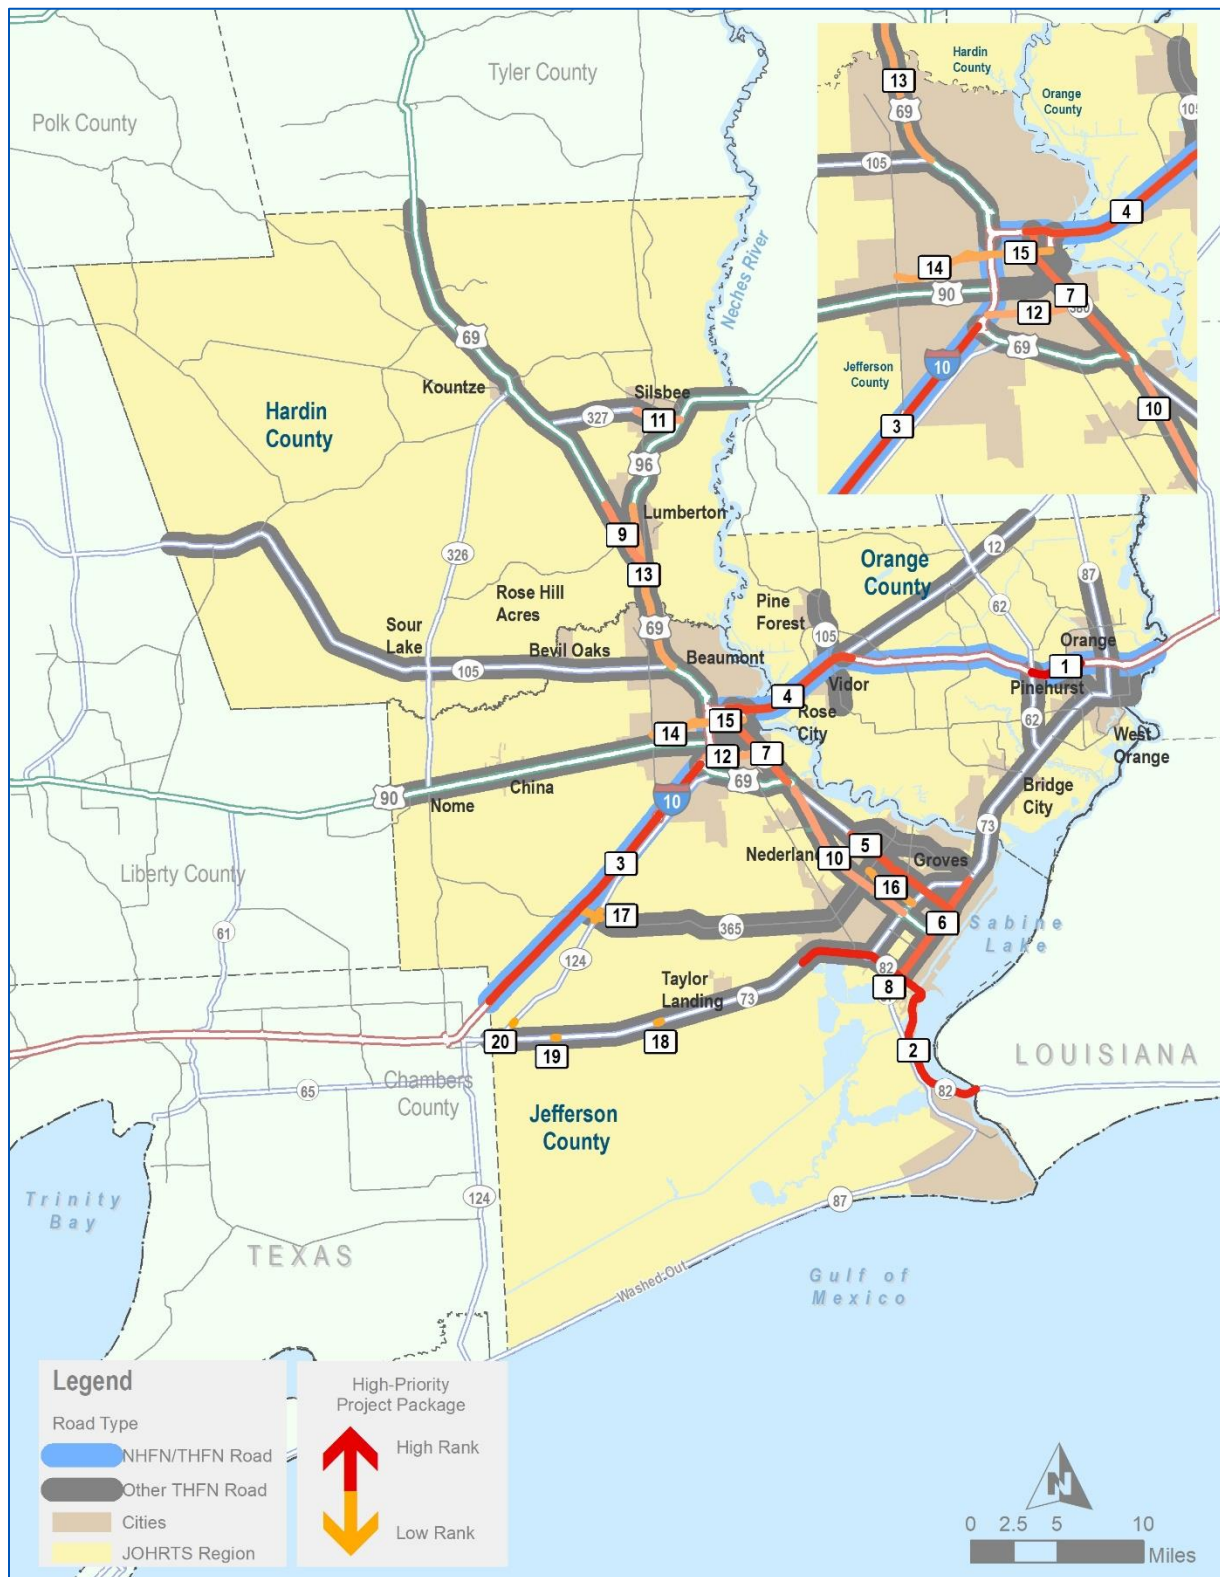 Tyler County
Polk County
Neches River
69
Kountze
Hardin
County
Silsbee
327
11
96
Lumberton
9
13
326
Rose Hill
Acres
69
Sour
Lake
Bevil Oaks
105
Beaumont
Orange
County
12
87
62
Pine
Forest
105
Orange
1
Pinehurst
Vidor
4
Rose
City
62
West
Orange
15
14
12
7
69
Bridge
City
73
China
Nome
90
10
Liberty County
3
Nederland
5
10
Groves
16
6
Sabine
Lake
17
365
61
124
Taylor
Landing
82
8
73
20
19
18
2
LOUISIANA
82
Chambers
County
65
Jefferson
County
124
87
Trinity
Bay
TEXAS
Washed Out
Gulf of
Mexico
Hardin
County
13
69
Orange
County
105
105
4
15
14
90
7
12
380
69
10
Jefferson
County
3
10
Legend
Road Type
NHFN/THFN Road
Other THFN Road
Cities
JOHRTS Region
High-Priority
Project Package
High Rank
Low Rank
N
0 2.5 5 10
Miles